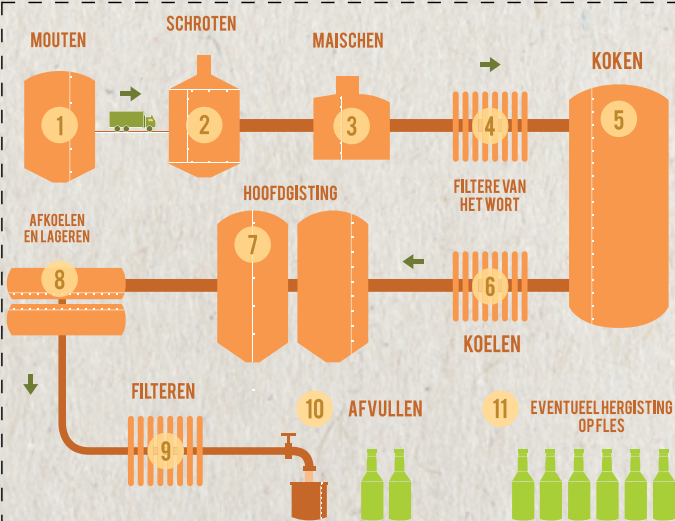 MOUTEN
1
SCHROTEN
2
MAISCHEN
3
4
FILTERE VAN
HET WORT
KOKEN
5
6
KOELEN
HOOFDGISTING
7
AFKOELEN
EN LAGEREN
8
FILTEREN
9
10 AFVULLEN
11 EVENTUEEL HERGISTING
OP FLES